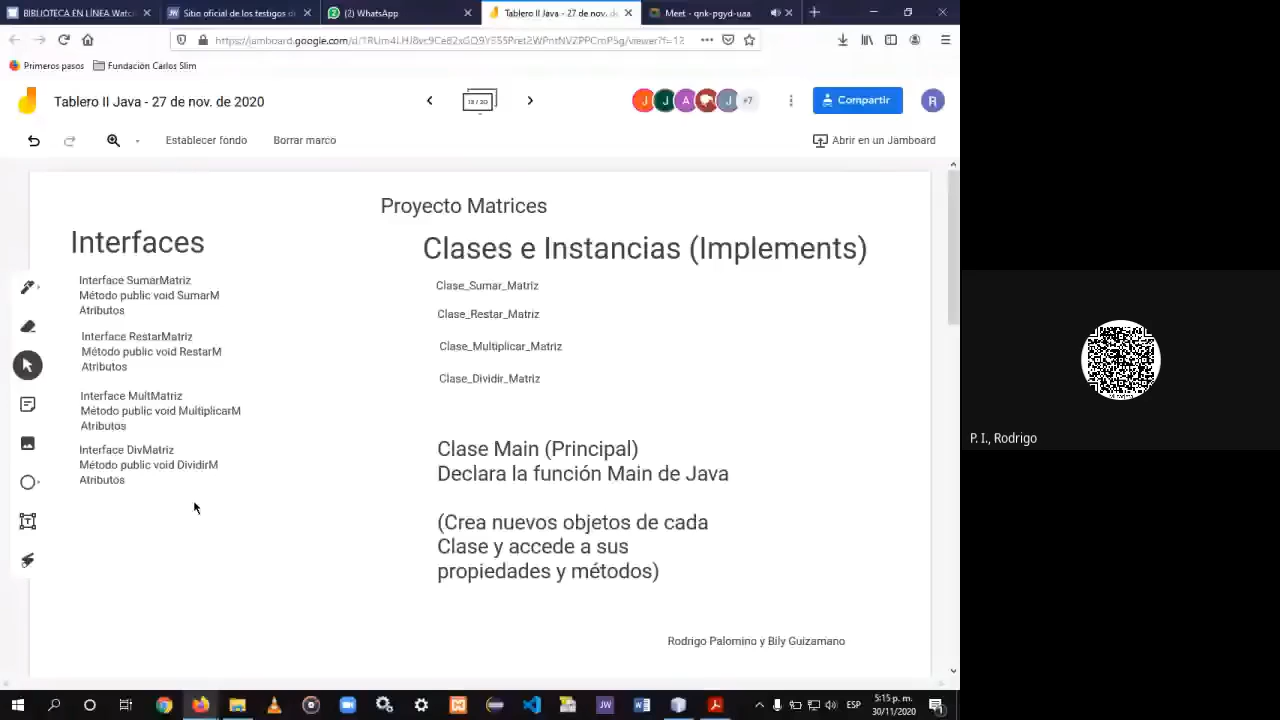 BIBLIOTECA EN LÍNEA Watch
Sitio oficial de los testigos d
(2) WhatsApp
Tablero II Java - 27 de nov. de
Meet - qnk-pgyd-uaa
Primeros pasos
Fundación Carlos Slim
Tablero II Java - 27 de nov. de 2020
13 / 20
J
J
A
J
+7
Compartir
R
Establecer fondo
Borrar marco
Abrir en un Jamboard
Proyecto Matrices
Interfaces
Clases e Instancias (Implements)
Interface SumarMatriz
Método public void SumarM
Atributos
Interface RestarMatriz
Método public void RestarM
Atributos
Interface MultMatriz
Método public void MultiplicarM
Atributos
Interface DivMatriz
Método public void DividirM
Atributos
Clase_Sumar_Matriz
Clase_Restar_Matriz
Clase_Multiplicar_Matriz
Clase_Dividir_Matriz
Clase Main (Principal)
Declara la función Main de Java
(Crea nuevos objetos de cada
Clase y accede a sus
propiedades y métodos)
Rodrigo Palomino y Bily Guizamano
P. I., Rodrigo
ESP
5:15 p. m.
30/11/2020